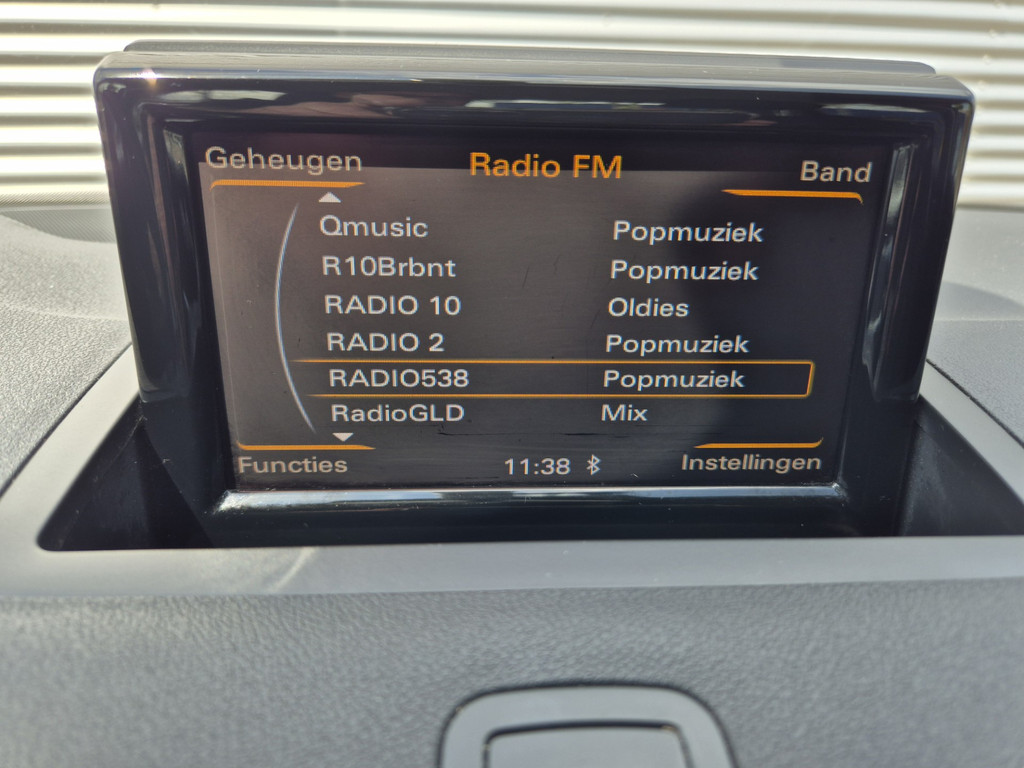 Geheugen Radio FM Band
Qmusic Popmuziek
R10Brbnt Popmuziek
RADIO 10 Oldies
RADIO 2 Popmuziek
RADIO538 Popmuziek
RadioGLD Mix
Functies 11:38 Instellingen